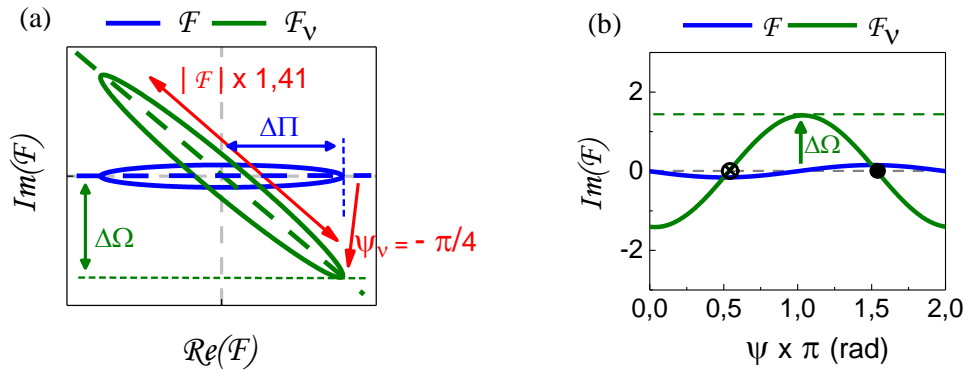 (a)
ℱ ℱν
|ℱ| x 1,41
ΔΠ
ΔΩ
ψν = - π/4
Im(ℱ)
Re(ℱ)
(b)
ℱ ℱν
2
0
-2
ΔΩ
Im(ℱ)
0,0 0,5 1,0 1,5 2,0
ψ x π (rad)